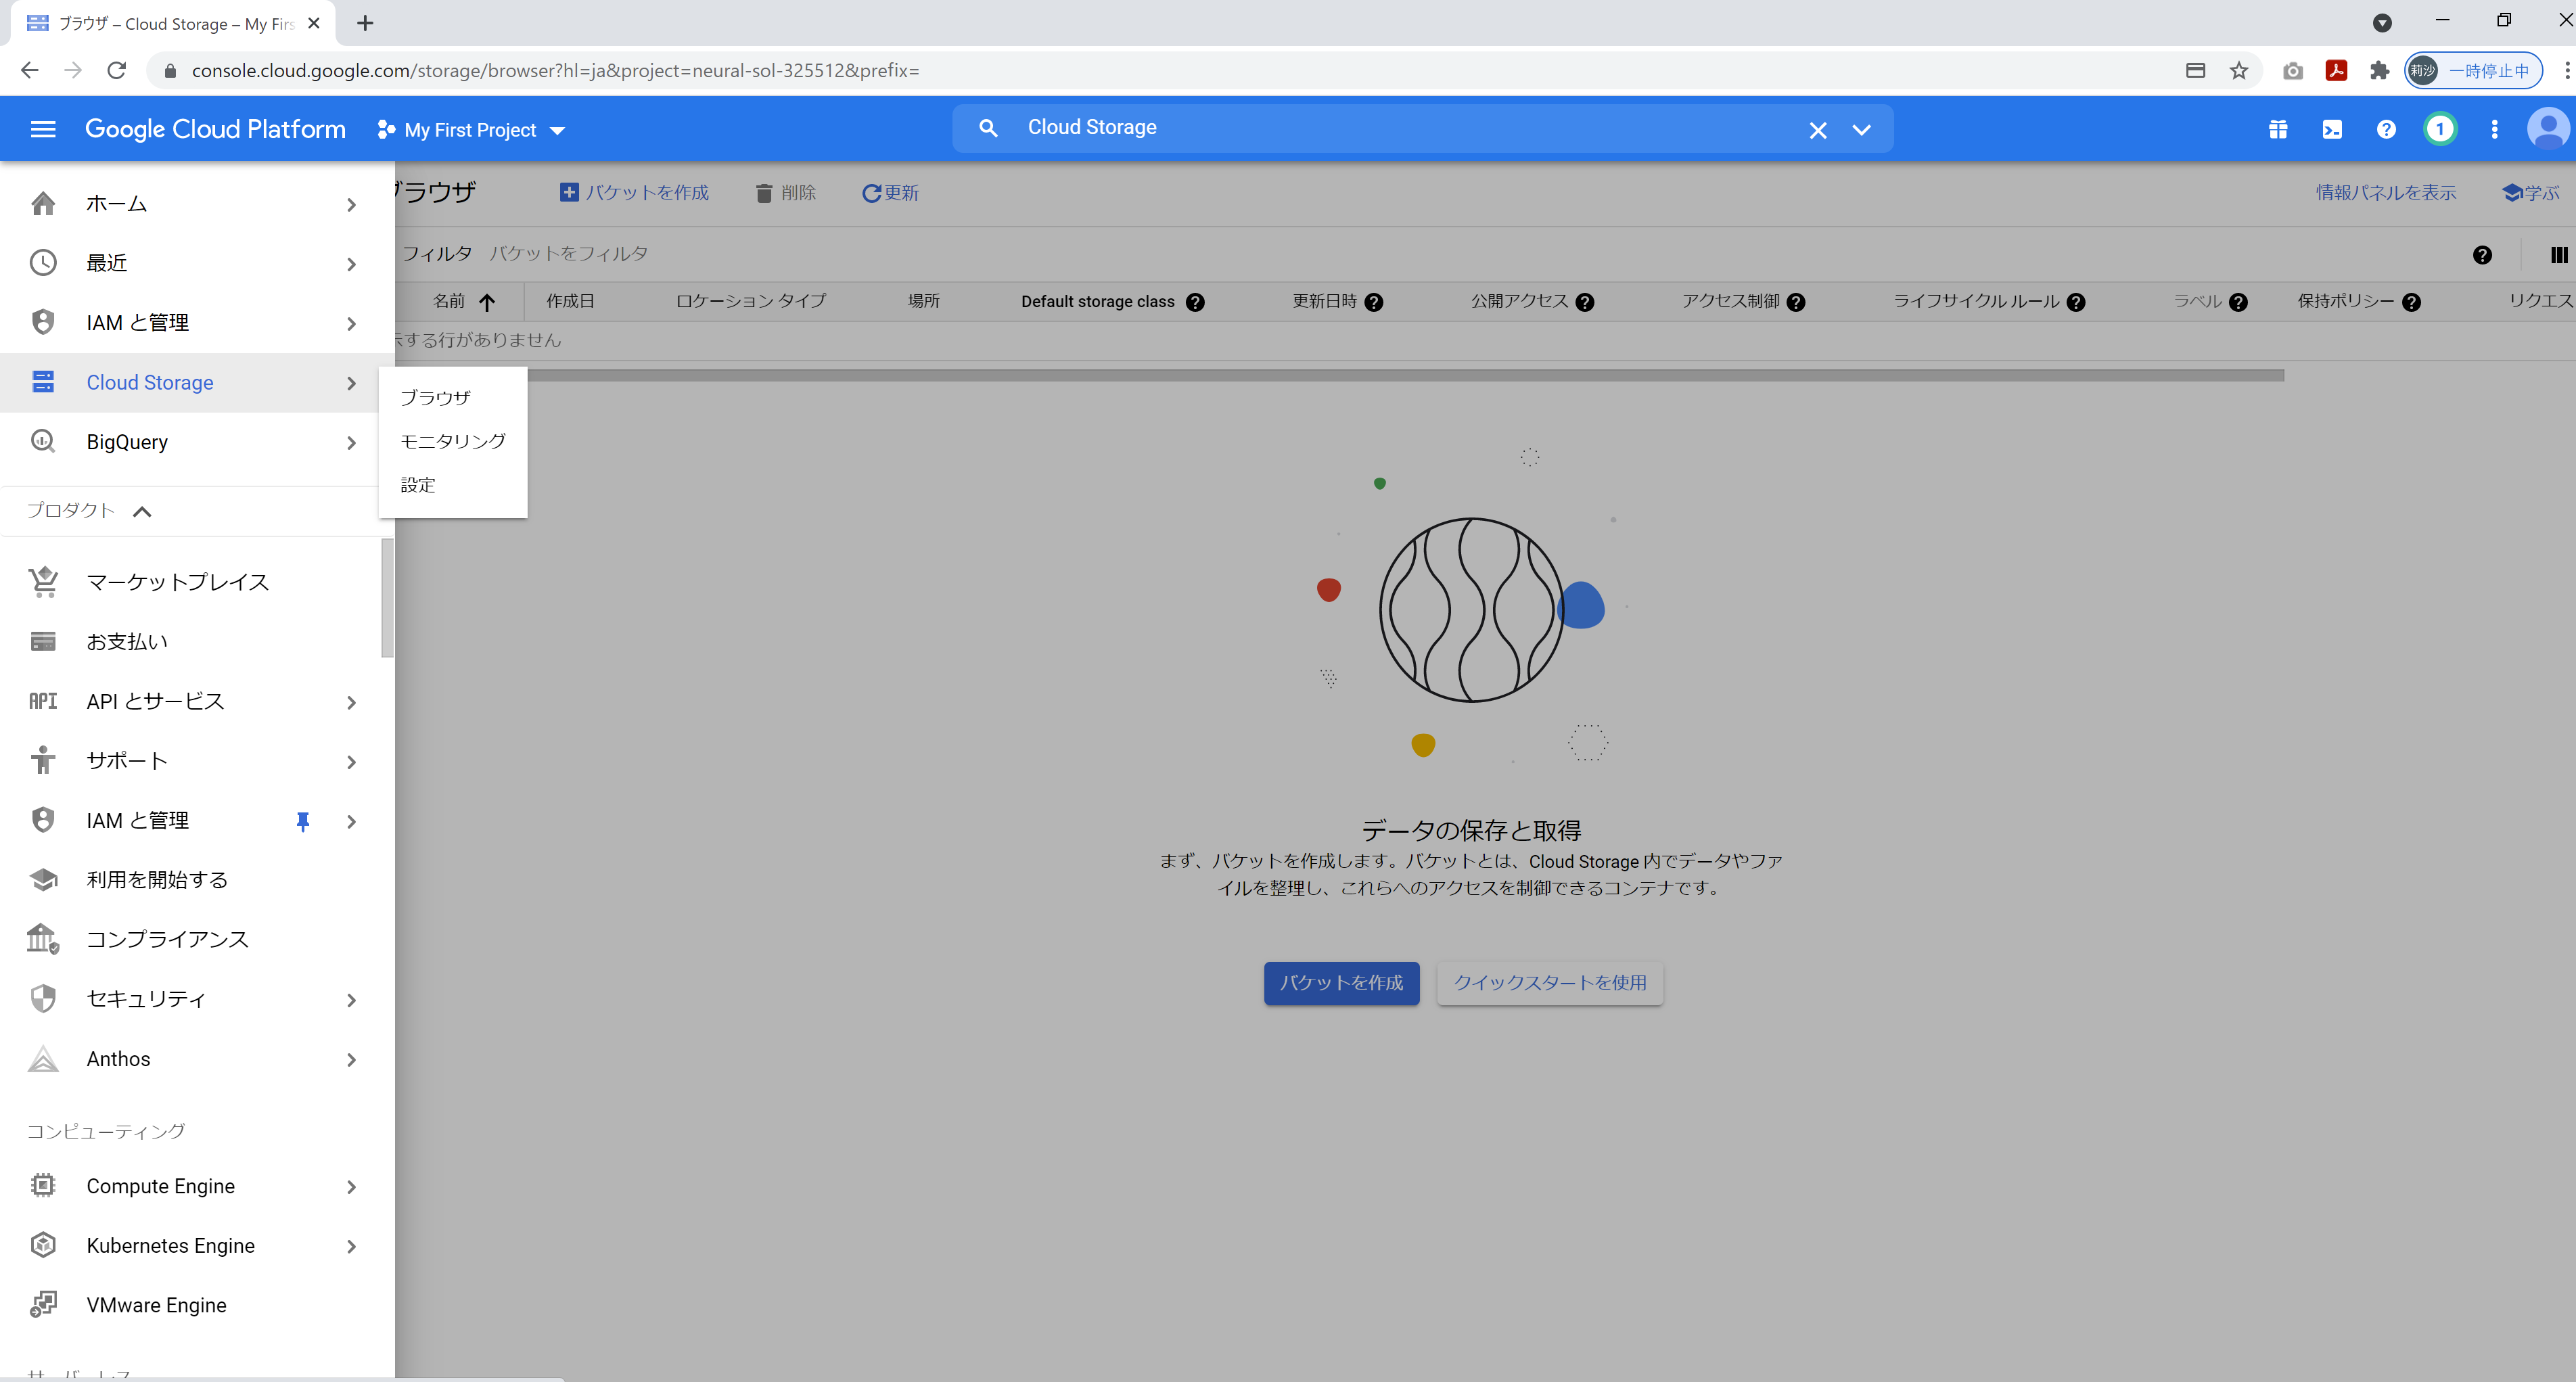 ブラウザ – Cloud Storage – My Firs
console.cloud.google.com/storage/browser?hl=ja&project=neural-sol-325512&prefix=
莉沙 一時停止中
Google Cloud Platform
My First Project
Cloud Storage
1
ホーム
最近
IAM と管理
Cloud Storage
BigQuery
プロダクト
マーケットプレイス
お支払い
API API とサービス
サポート
IAM と管理
利用を開始する
コンプライアンス
セキュリティ
Anthos
コンピューティング
Compute Engine
Kubernetes Engine
VMware Engine
サーバーレス
ブラウザ
モニタリング
設定
ブラウザ
バケットを作成
削除
更新
情報パネルを表示
学ぶ
フィルタ バケットをフィルタ
名前 作成日 ロケーション タイプ 場所 Default storage class 更新日時 公開アクセス アクセス制御 ライフサイクル ルール ラベル 保持ポリシー リクエス
する行がありません
データの保存と取得
まず、バケットを作成します。バケットとは、Cloud Storage 内でデータやファ
イルを整理し、これらへのアクセスを制御できるコンテナです。
バケットを作成
クイックスタートを使用